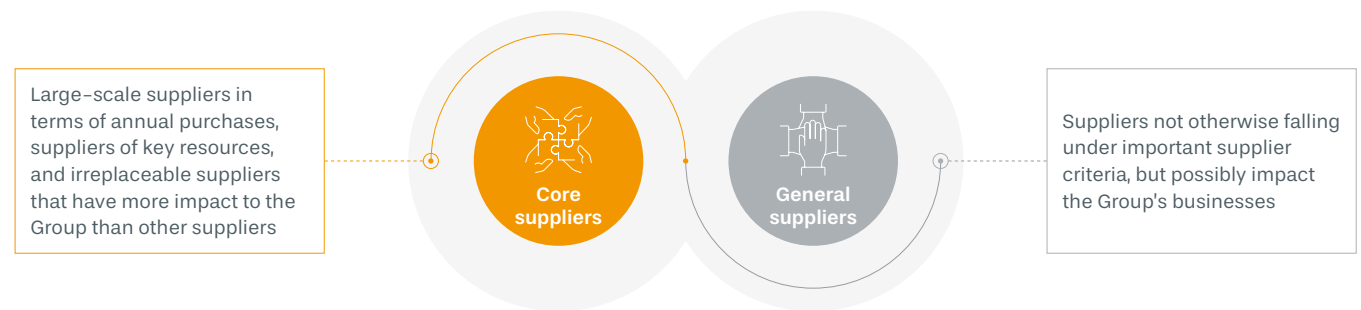 Large-scale suppliers in
terms of annual purchases,
suppliers of key resources,
and irreplaceable suppliers
that have more impact to the
Group than other suppliers
Core
suppliers
General
suppliers
Suppliers not otherwise falling
under important supplier
criteria, but possibly impact
the Group's businesses